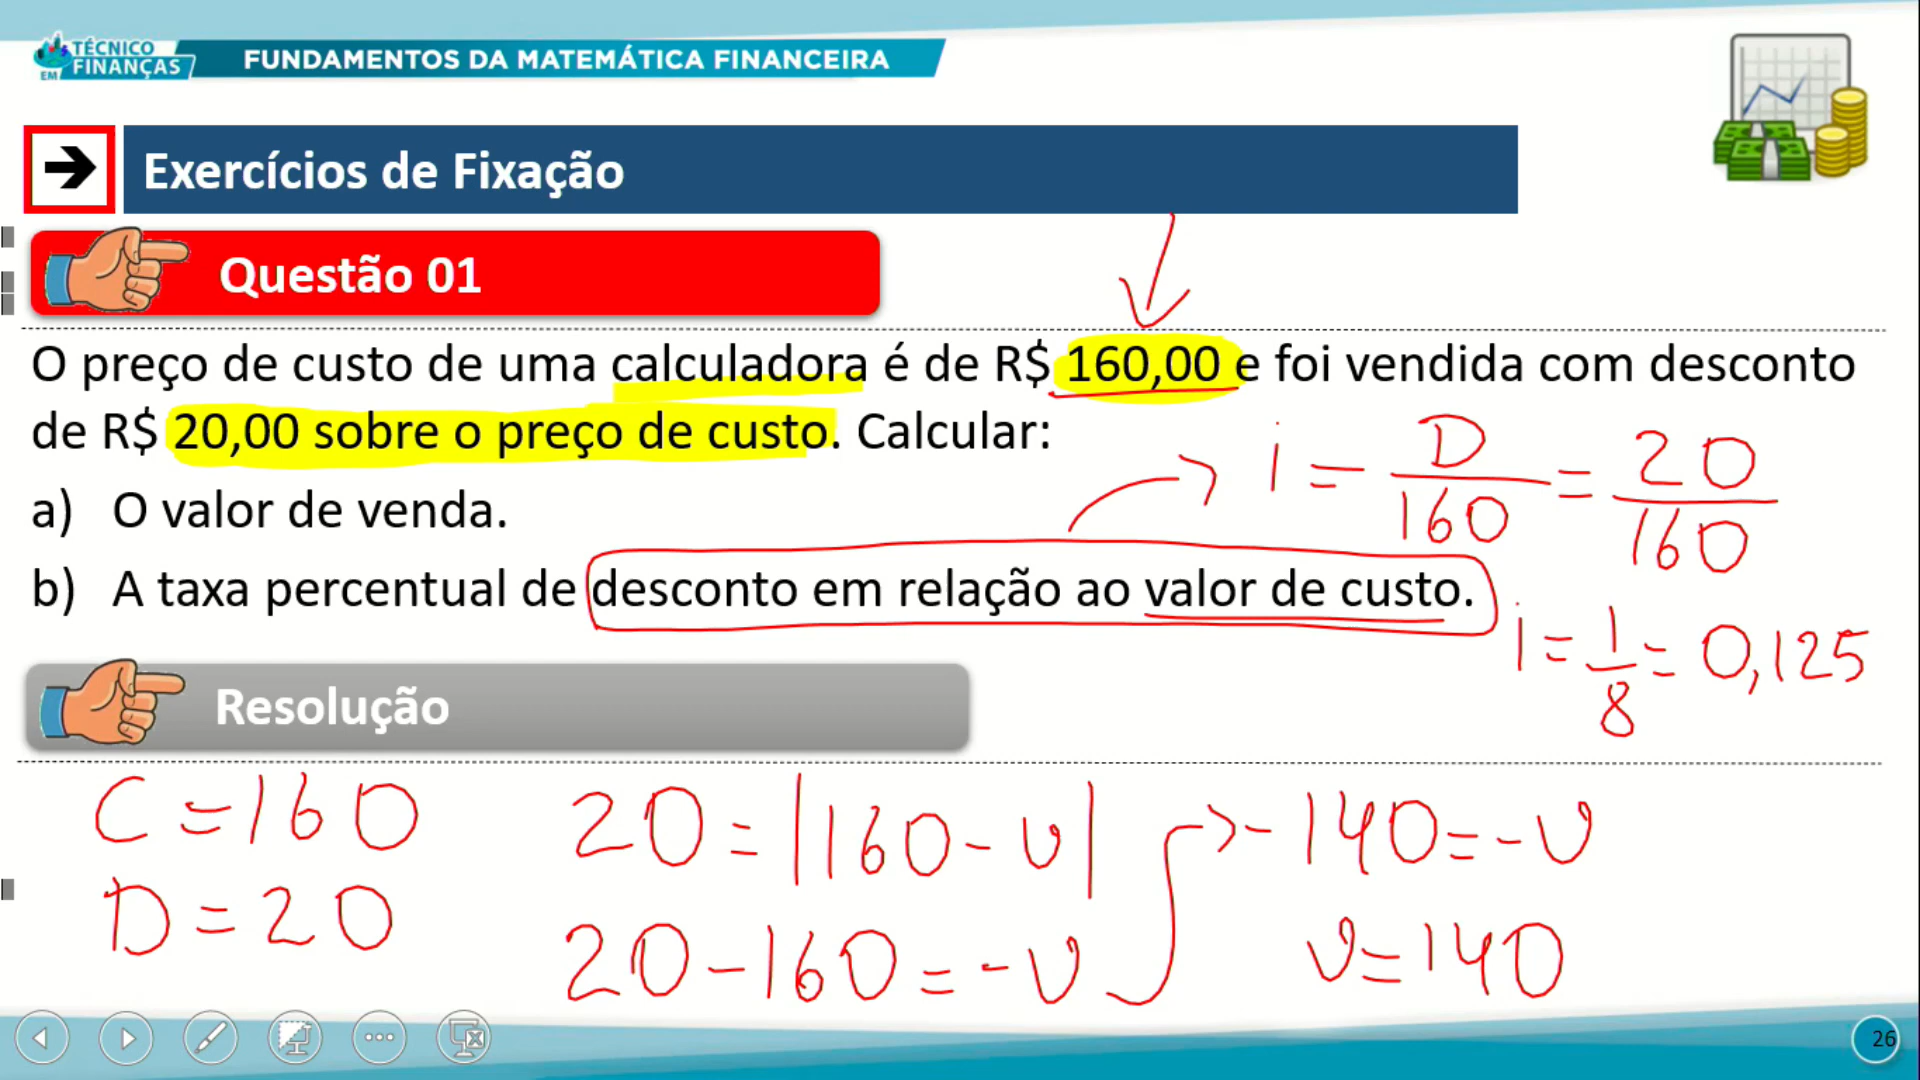 TÉCNICO
EM FINANÇAS
FUNDAMENTOS DA MATEMÁTICA FINANCEIRA
Exercícios de Fixação
Questão 01
O preço de custo de uma calculadora é de R$ 160,00 e foi vendida com desconto
de R$ 20,00 sobre o preço de custo. Calcular:
a) O valor de venda.
b) A taxa percentual de desconto em relação ao valor de custo.
i = D/160 = 20/160
i = 1/8 = 0,125
Resolução
C = 160
D = 20
20 = |160 - v|
20 - 160 = - v
- 140 = - v
v = 140
26